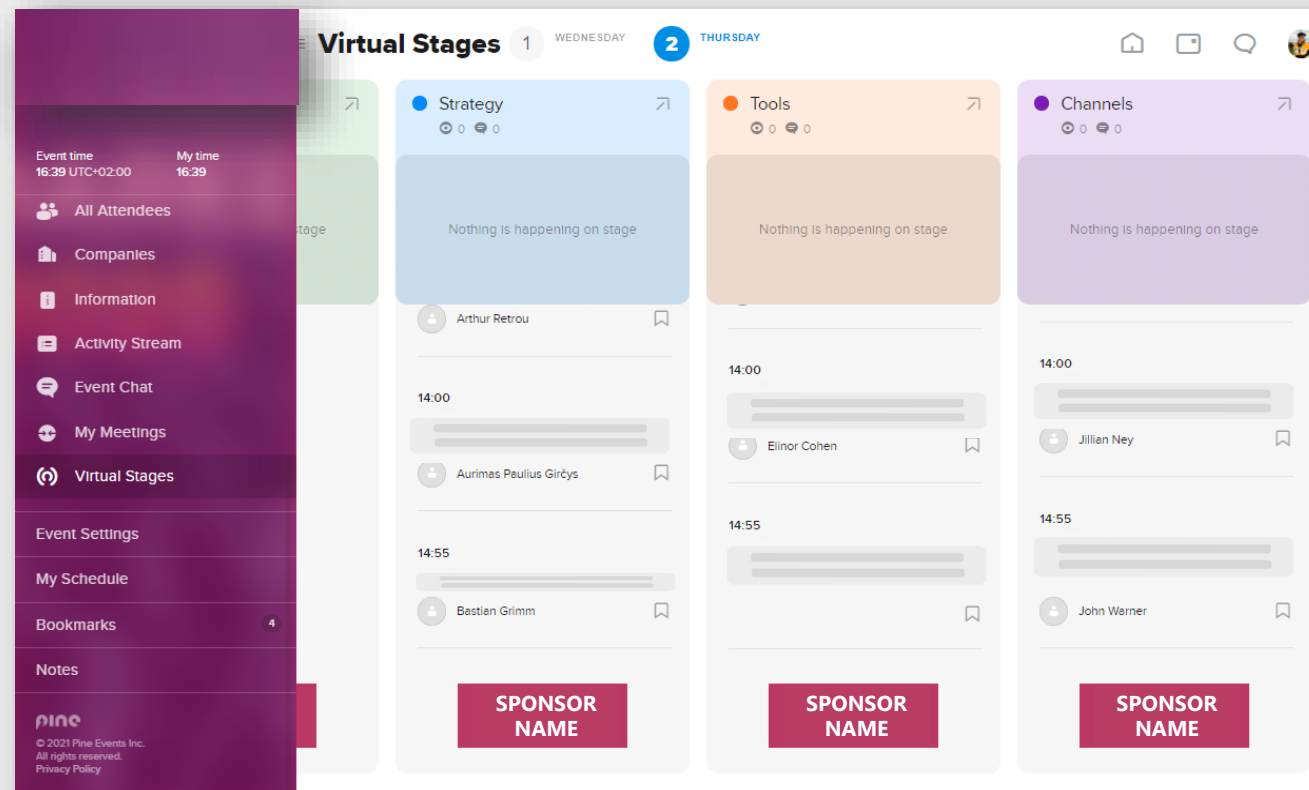 Virtual Stages
1
WEDNESDAY
2
THURSDAY
Event time
16:39 UTC+02:00
My time
16:39
All Attendees
Companies
Information
Activity Stream
Event Chat
My Meetings
Virtual Stages
Event Settings
My Schedule
Bookmarks
4
Notes
pine
© 2021 Pine Events Inc.
All rights reserved.
Privacy Policy
stage
Strategy
0 0
Nothing is happening on stage
Arthur Retrou
14:00
Aurimas Paulius Girčys
14:55
Bastian Grimm
SPONSOR
NAME
Tools
0 0
Nothing is happening on stage
14:00
Elinor Cohen
14:55
SPONSOR
NAME
Channels
0 0
Nothing is happening on stage
14:00
Jillian Ney
14:55
John Warner
SPONSOR
NAME